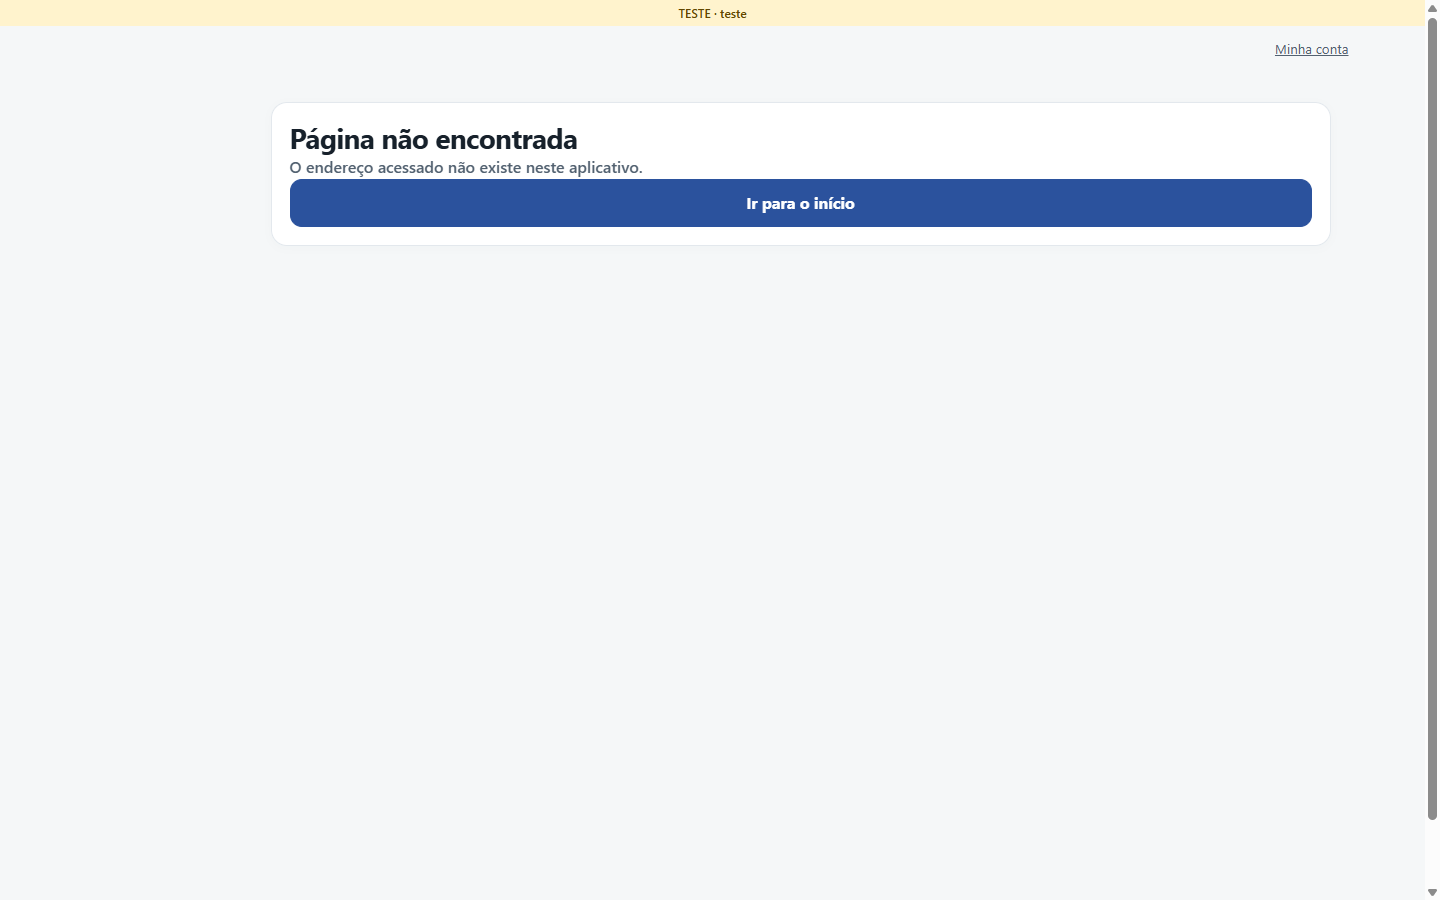 TESTE · teste
Minha conta
Página não encontrada
O endereço acessado não existe neste aplicativo.
Ir para o início